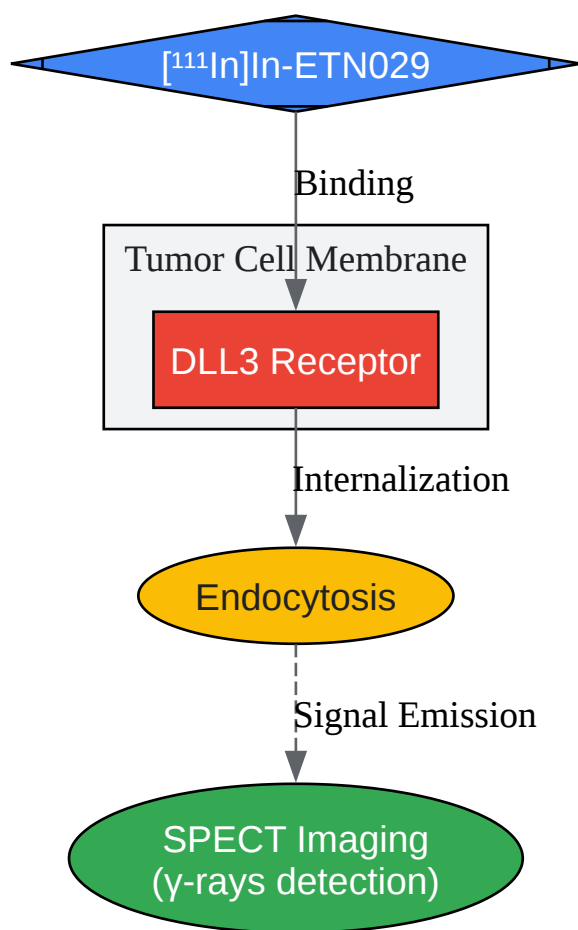 [¹¹¹In]In-ETN029
Binding
Tumor Cell Membrane
DLL3 Receptor
Internalization
Endocytosis
Signal Emission
SPECT Imaging
(γ-rays detection)